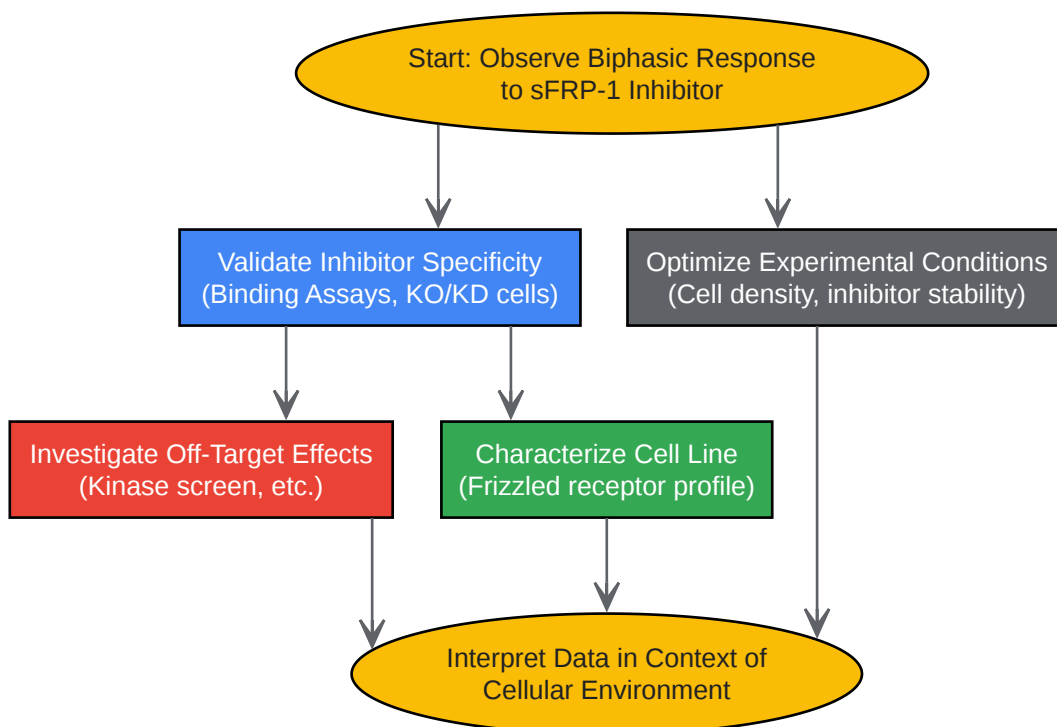 Start: Observe Biphasic Response
to sFRP-1 Inhibitor
Validate Inhibitor Specificity
(Binding Assays, KO/KD cells)
Optimize Experimental Conditions
(Cell density, inhibitor stability)
Investigate Off-Target Effects
(Kinase screen, etc.)
Characterize Cell Line
(Frizzled receptor profile)
Interpret Data in Context of
Cellular Environment